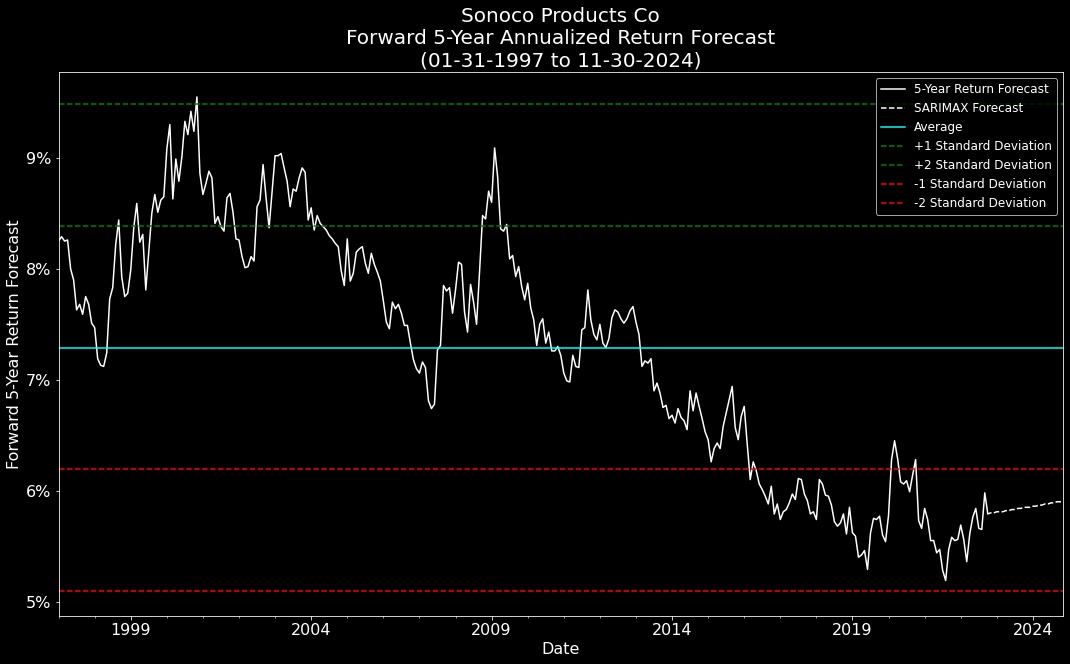 Sonoco Products Co
Forward 5-Year Annualized Return Forecast
(01-31-1997 to 11-30-2024)
5-Year Return Forecast
SARIMAX Forecast
Average
+1 Standard Deviation
+2 Standard Deviation
-1 Standard Deviation
-2 Standard Deviation
Forward 5-Year Return Forecast
9%
8%
7%
6%
5%
1999 2004 2009 2014 2019 2024
Date